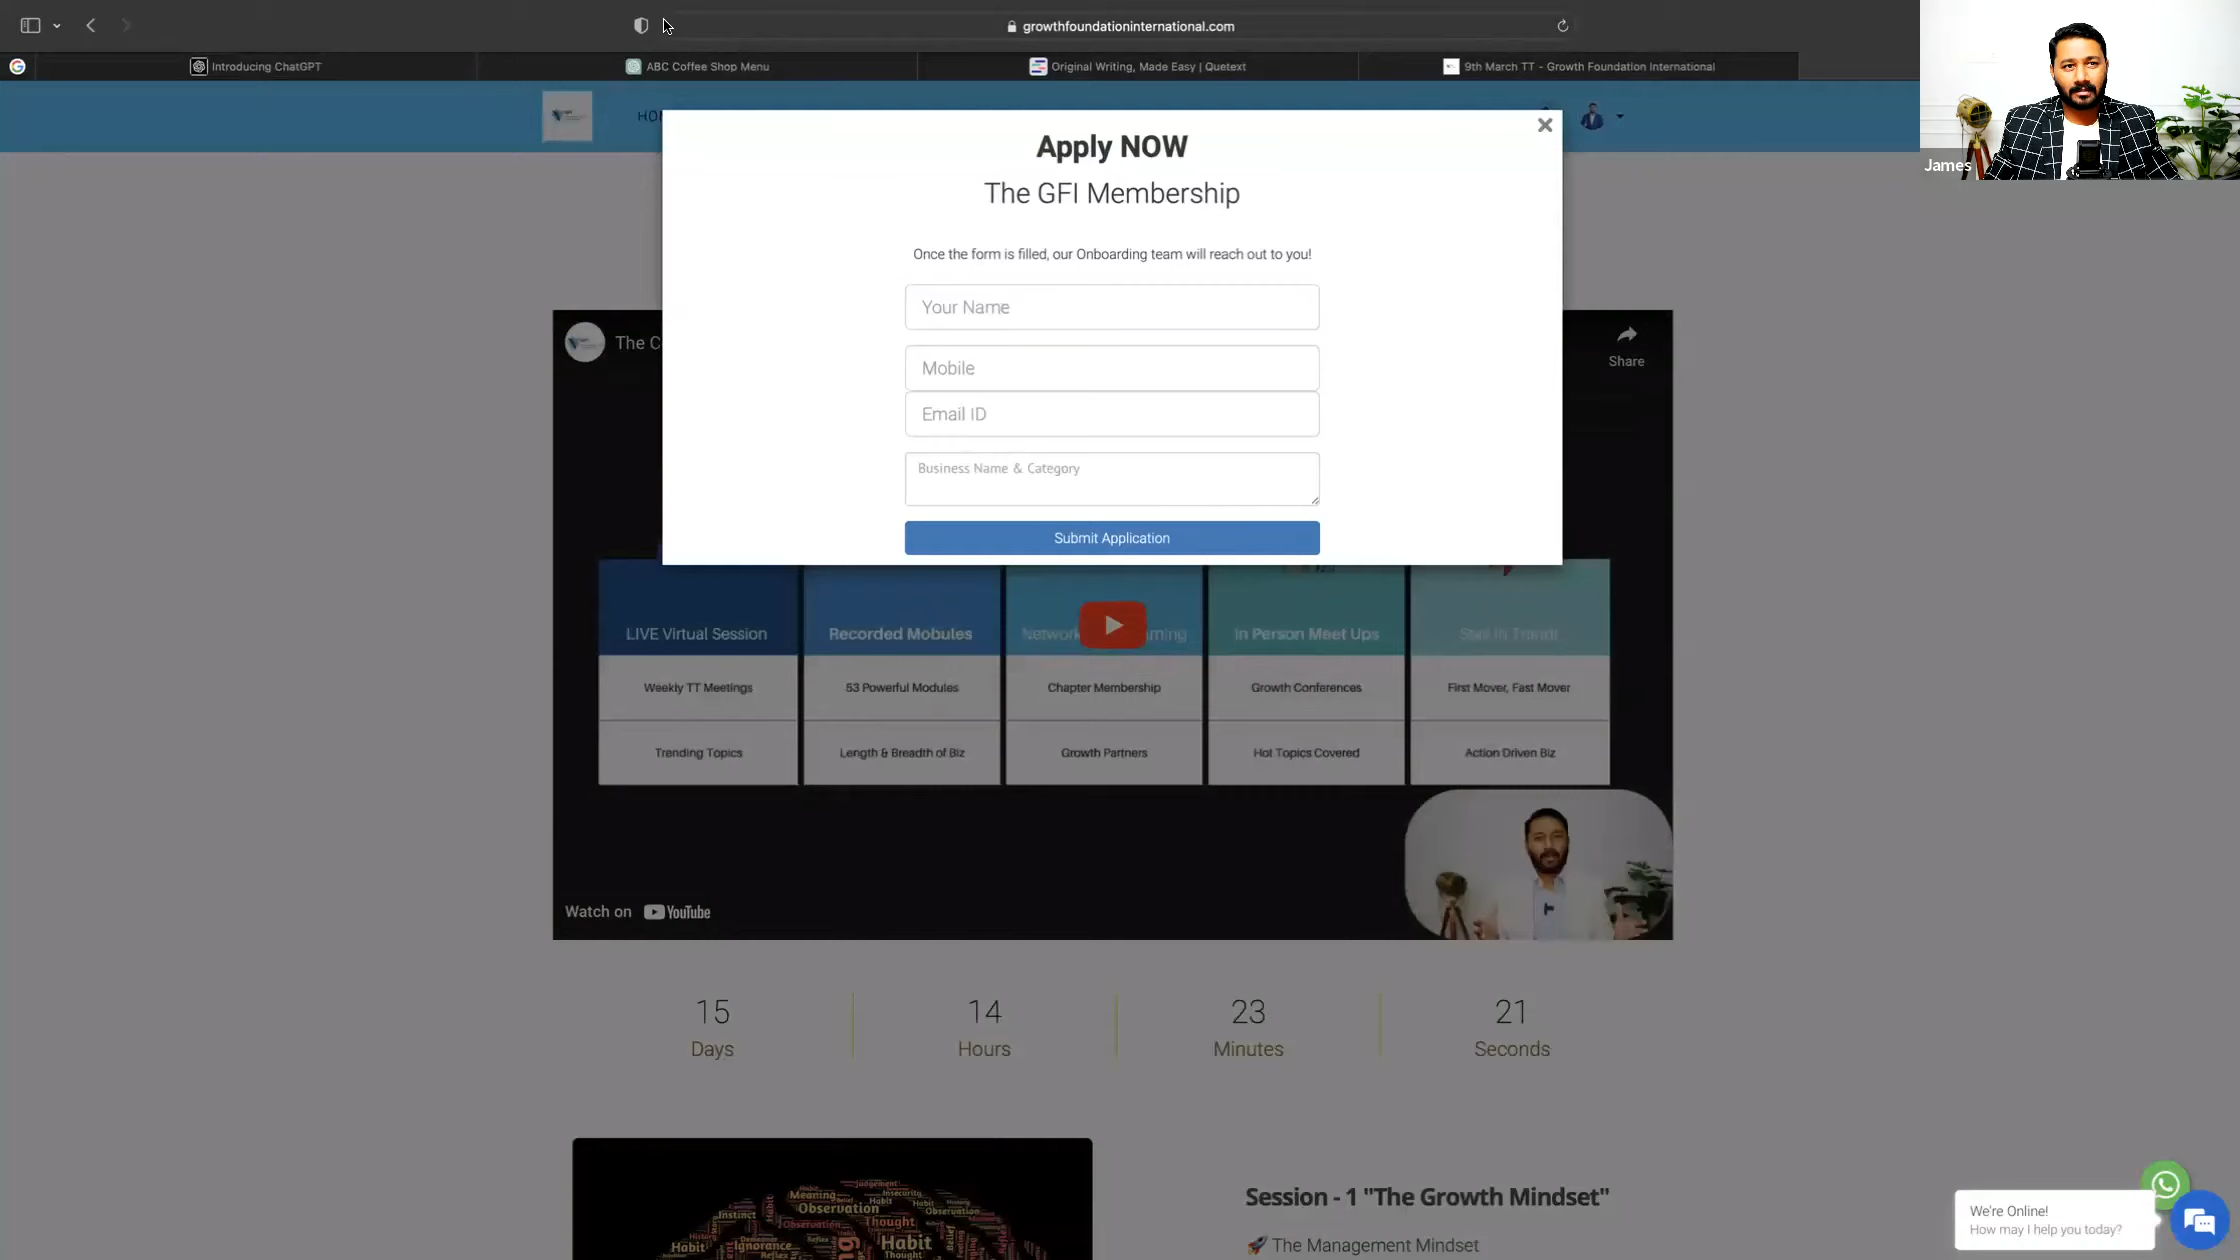 growthfoundationinternational.com
Introducing ChatGPT
ABC Coffee Shop Menu
Original Writing, Made Easy | Quetext
9th March TT - Growth Foundation International
James
Apply NOW
The GFI Membership
Once the form is filled, our Onboarding team will reach out to you!
Your Name
Mobile
Email ID
Business Name & Category
Submit Application
The C
Share
LIVE Virtual Session
Recorded Mobules
In Person Meet Ups
Weekly TT Meetings
53 Powerful Modules
Chapter Membership
Growth Conferences
First Mover, Fast Mover
Trending Topics
Length & Breadth of Biz
Growth Partners
Hot Topics Covered
Action Driven Biz
Watch on YouTube
15
14
23
21
Days
Hours
Minutes
Seconds
Session - 1 "The Growth Mindset"
🚀 The Management Mindset
Meaning
Observation
Instinct
Thought
Habit
Ignorance
Habit
We're Online!
How may I help you today?